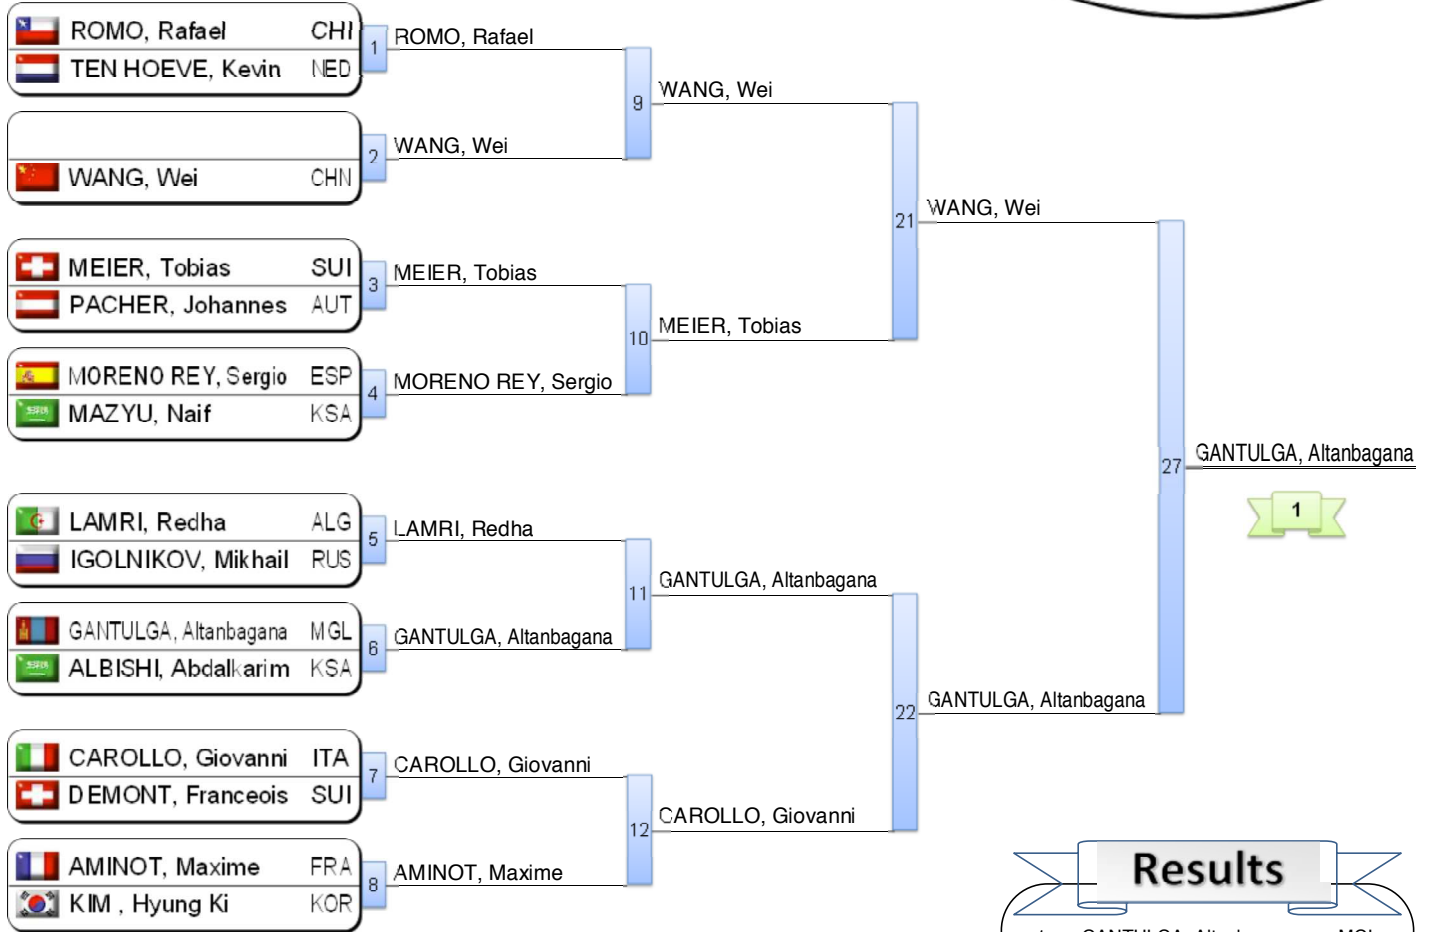 ROMO, Rafael CHI
TEN HOEVE, Kevin NED
1
ROMO, Rafael
WANG, Wei CHN
2
WANG, Wei
9
WANG, Wei
MEIER, Tobias SUI
PACHER, Johannes AUT
3
MEIER, Tobias
MORENO REY, Sergio ESP
MAZYU, Naif KSA
4
MORENO REY, Sergio
10
MEIER, Tobias
21
WANG, Wei
LAMRI, Redha ALG
IGOLNIKOV, Mikhail RUS
5
LAMRI, Redha
GANTULGA, Altanbagana MGL
ALBISHI, Abdalkarim KSA
6
GANTULGA, Altanbagana
11
GANTULGA, Altanbagana
CAROLLO, Giovanni ITA
DEMONT, Franceois SUI
7
CAROLLO, Giovanni
AMINOT, Maxime FRA
KIM , Hyung Ki KOR
8
AMINOT, Maxime
12
CAROLLO, Giovanni
22
GANTULGA, Altanbagana
27
GANTULGA, Altanbagana
1
Results